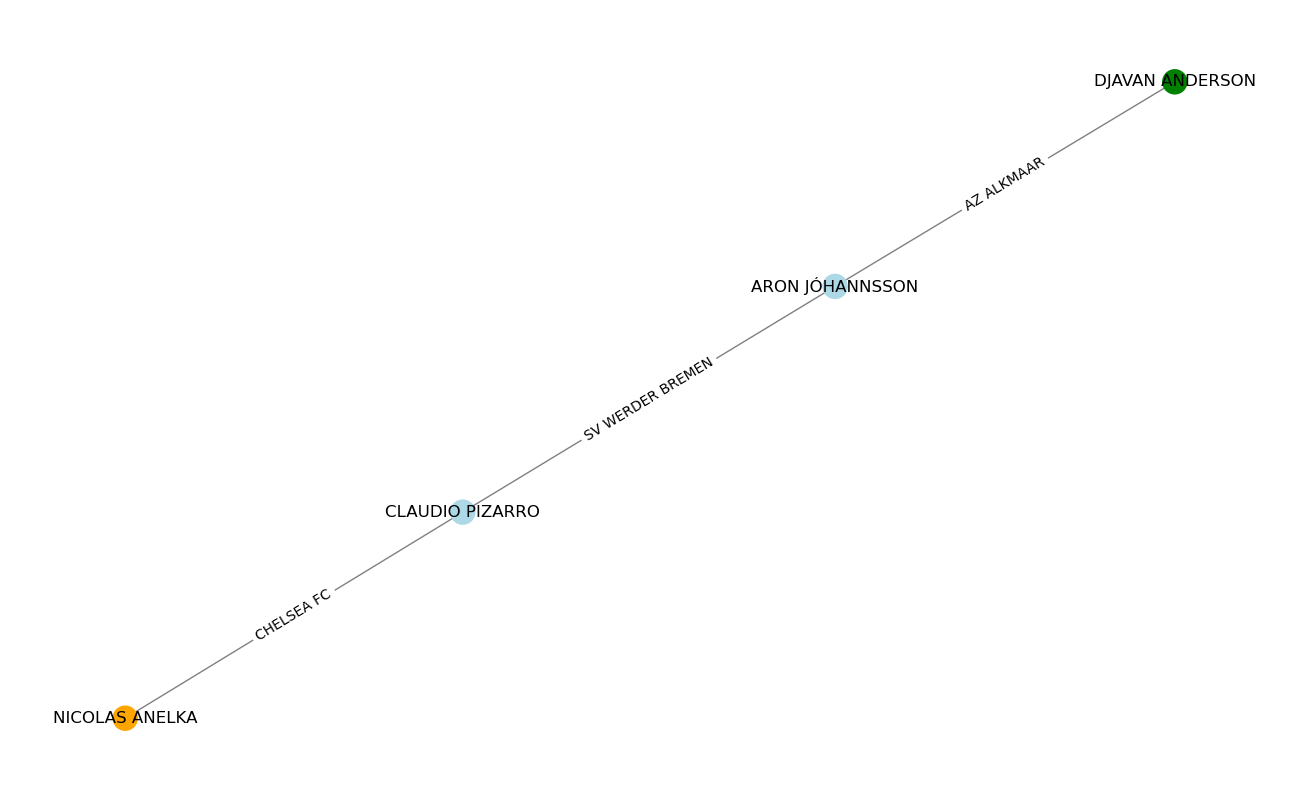 DJAVAN ANDERSON
AZ ALKMAAR
ARON JÓHANNSSON
SV WERDER BREMEN
CLAUDIO PIZARRO
CHELSEA FC
NICOLAS ANELKA